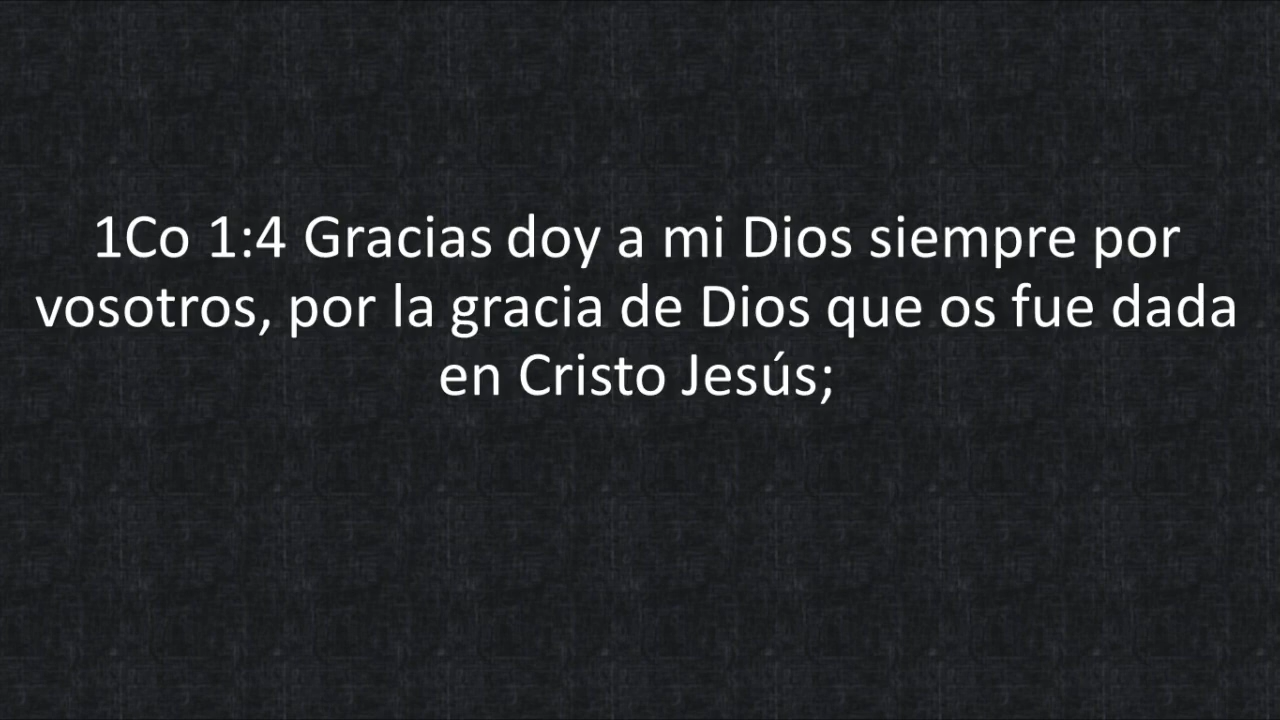 1Co 1:4 Gracias doy a mi Dios siempre por
vosotros, por la gracia de Dios que os fue dada
en Cristo Jesús;